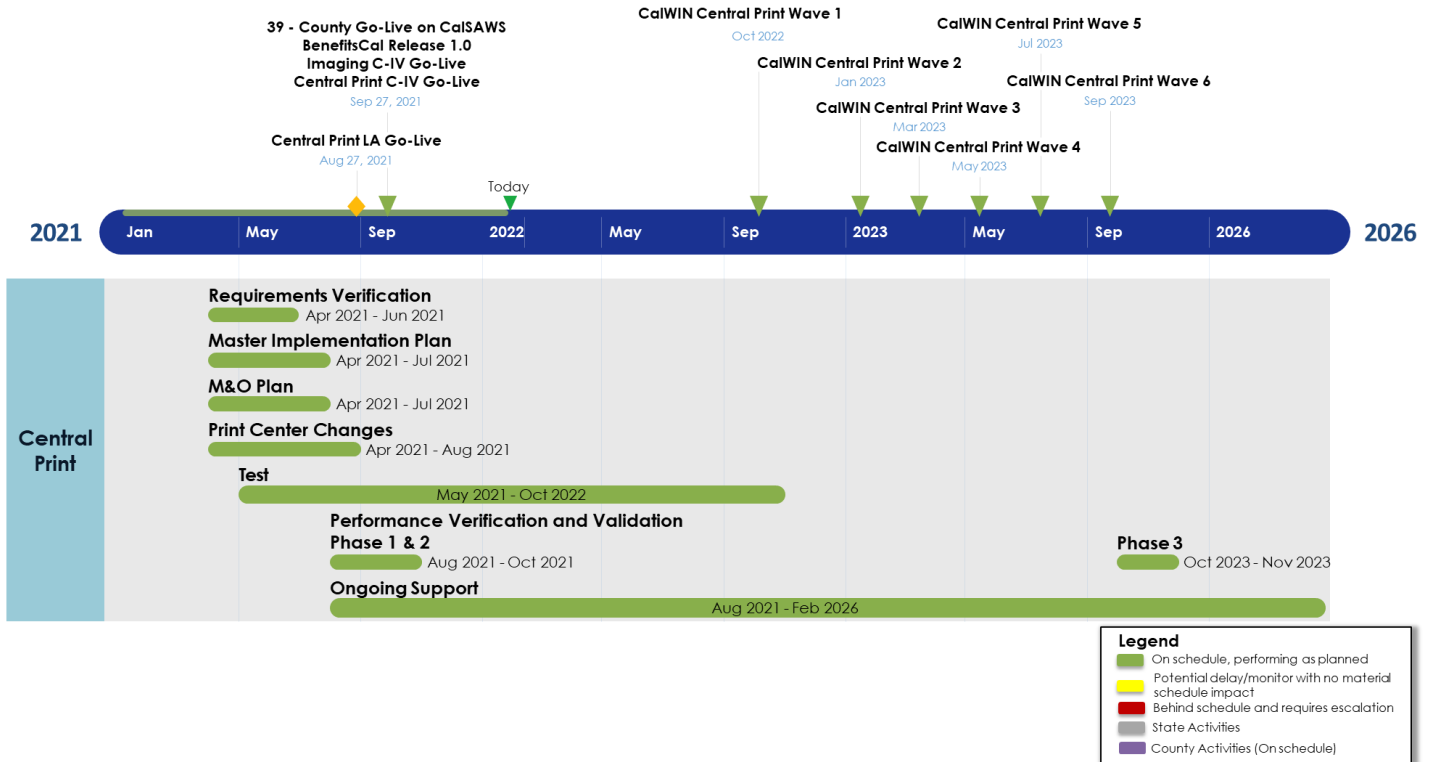 39 - County Go-Live on CalSAWS
BenefitsCal Release 1.0
Imaging C-IV Go-Live
Central Print C-IV Go-Live
Sep 27, 2021
Central Print LA Go-Live
Aug 27, 2021
Today
CalWIN Central Print Wave 1
Oct 2022
CalWIN Central Print Wave 2
Jan 2023
CalWIN Central Print Wave 3
Mar 2023
CalWIN Central Print Wave 4
May 2023
CalWIN Central Print Wave 5
Jul 2023
CalWIN Central Print Wave 6
Sep 2023
2021 Jan May Sep 2022 May Sep 2023 May Sep 2026 2026
Central
Print
Requirements Verification
Apr 2021 - Jun 2021
Master Implementation Plan
Apr 2021 - Jul 2021
M&O Plan
Apr 2021 - Jul 2021
Print Center Changes
Apr 2021 - Aug 2021
Test
May 2021 - Oct 2022
Performance Verification and Validation
Phase 1 & 2
Aug 2021 - Oct 2021
Phase 3
Oct 2023 - Nov 2023
Ongoing Support
Aug 2021 - Feb 2026
Legend
On schedule, performing as planned
Potential delay/monitor with no material
schedule impact
Behind schedule and requires escalation
State Activities
County Activities (On schedule)